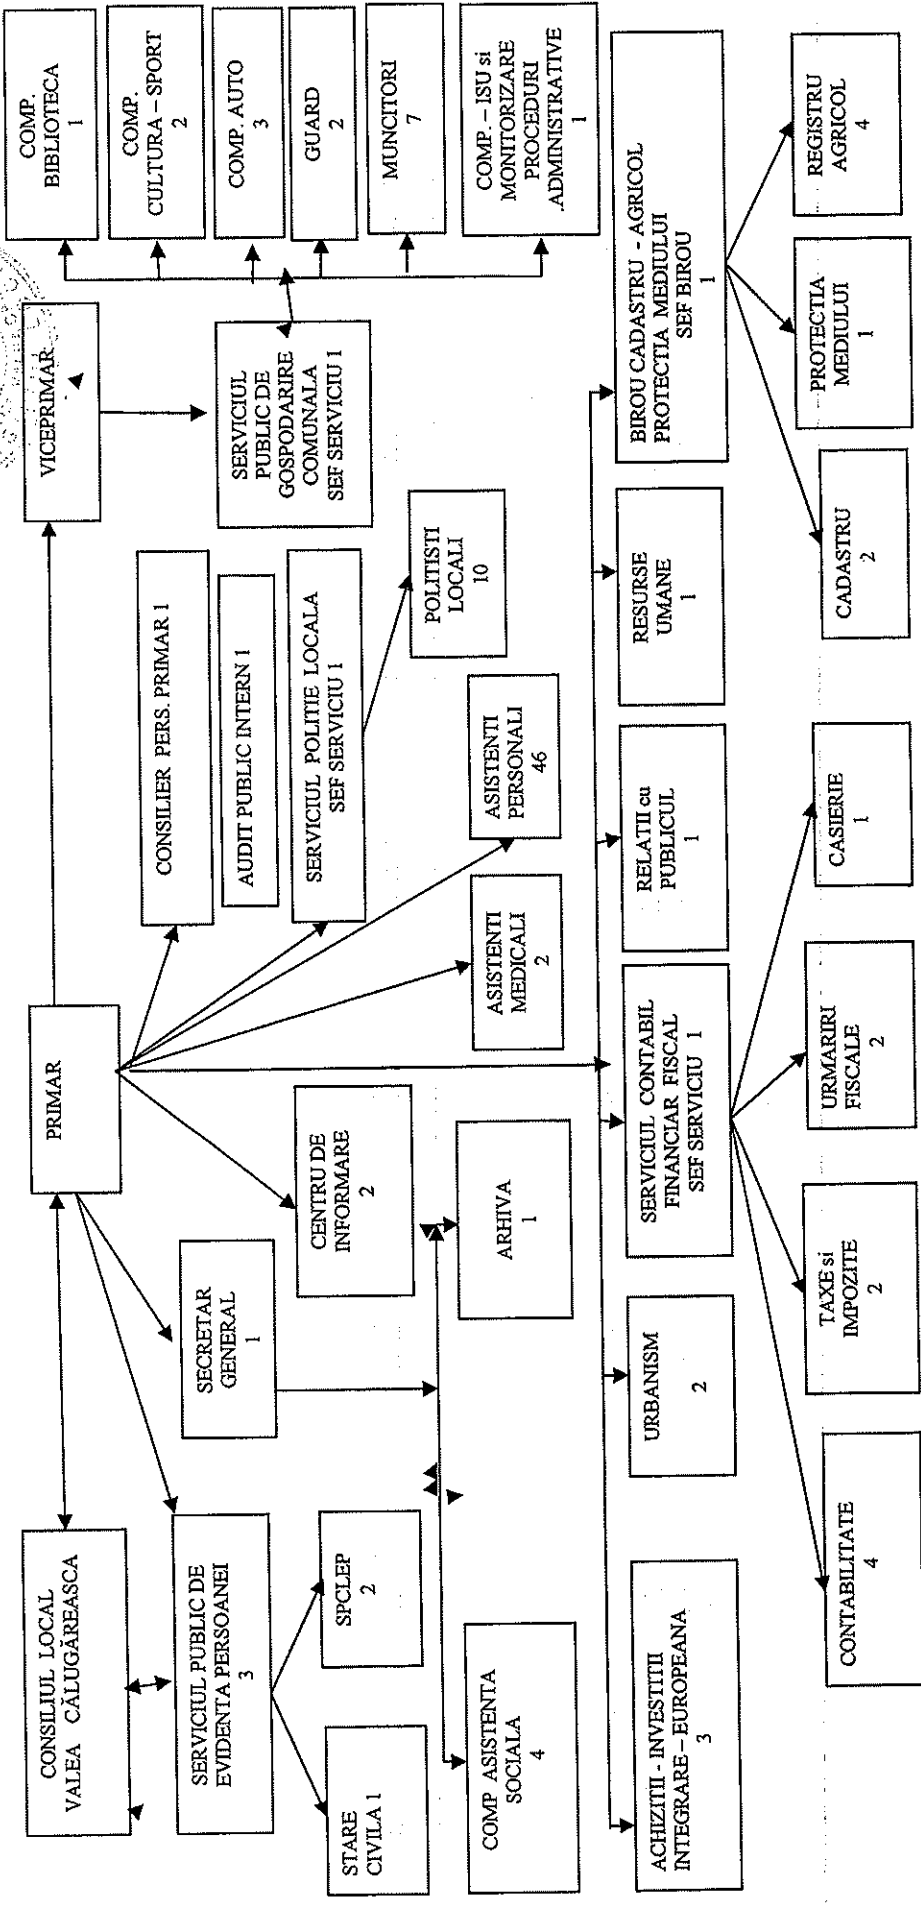 CONSILIUL LOCAL
VALEA CĂLUGĂREASCA
PRIMAR
VICEPRIMAR
COMP.
BIBLIOTECA
1
COMP.
CULTURA – SPORT
2
COMP. AUTO
3
GUARD
2
MUNCITORI
7
COMP. – ISU si
MONITORIZARE
PROCEDURI
.ADMINISTRATIVE
1
SERVICIUL PUBLIC DE
EVIDENTA PERSOANEI
3
SECRETAR
GENERAL
1
CONSILIER PERS. PRIMAR 1
AUDIT PUBLIC INTERN 1
SERVICIUL POLITIE LOCALA
SEF SERVICIU 1
SERVICIUL
PUBLIC DE
GOSPODARIRE
COMUNALA
SEF SERVICIU 1
STARE
CIVILA 1
SPCLEP
2
CENTRU DE
INFORMARE
2
POLITISTI
LOCALI
10
COMP ASISTENTA
SOCIALA
4
ARHIVA
1
ASISTENTI
MEDICALI
2
ASISTENTI
PERSONALI
46
ACHIZITII - INVESTITII
INTEGRARE – EUROPEANA
3
URBANISM
2
SERVICIUL CONTABIL
FINANCIAR FISCAL
SEF SERVICIU 1
RELATII cu
PUBLICUL
1
RESURSE
UMANE
1
BIROU CADASTRU - AGRICOL
PROTECTIA MEDIULUI
SEF BIROU
1
CONTABILITATE
4
TAXE si
IMPOZITE
2
URMARIRI
FISCALE
2
CASIERIE
1
CADASTRU
2
PROTECTIA
MEDIULUI
1
REGISTRU
AGRICOL
4